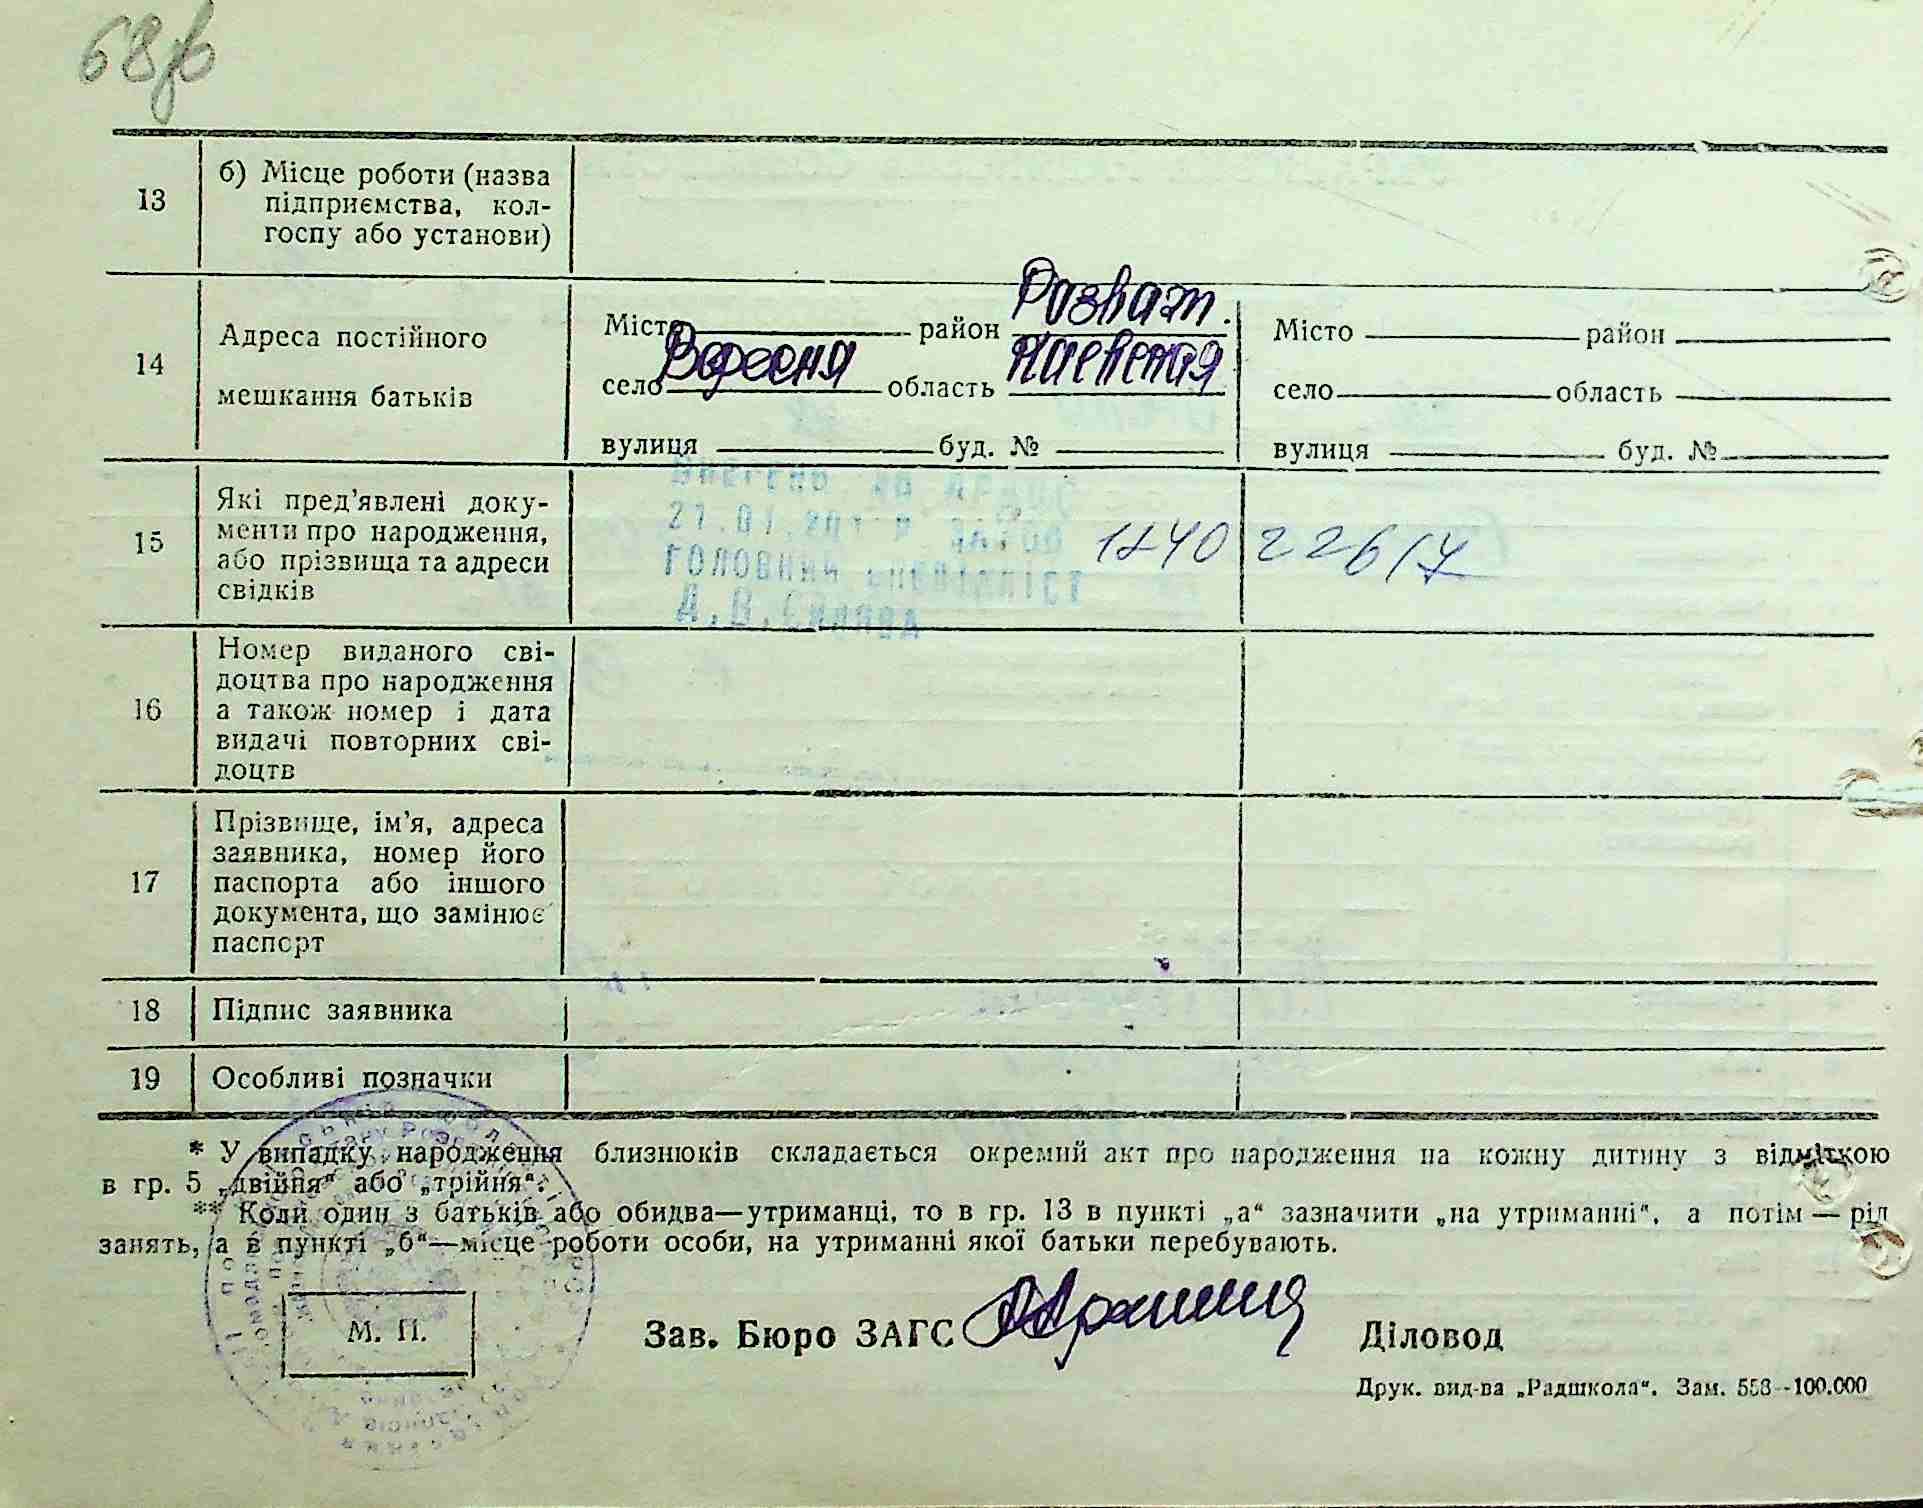 68зв
13 б) Місце роботи (назва
підприємства, кол-
госпу або установи)
14 Адреса постійного
мешкання батьків
Місто район Розваж. Місто район
село Вересня область Киевская село область
вулиця буд. № вулиця буд. №
15 Які пред’явлені доку-
менти про народження,
або прізвища та адреси
свідків
Внесено до ДРАЦС
головний спеціаліст
16 Номер виданого сві-
доцтва про народження
а також номер і дата
видачі повторних сві-
доцтв
17 Прізвище, ім’я, адреса
заявника, номер його
паспорта або іншого
документа, що замінює
паспорт
18 Підпис заявника
19 Особливі позначки
* У випадку народження близнюків складається окремий акт про народження на кожну дитину з відміткою
в гр. 5 „двійня“ або „трійня“.
** Коли один з батьків або обидва—утриманці, то в гр. 13 в пункті „а“ зазначити „на утриманні“, а потім — рід
занять, а в пункті „б“—місце роботи особи, на утриманні якої батьки перебувають.
М. П.
Зав. Бюро ЗАГС Діловод
Друк. вид-ва „Радшкола“. Зам. 558--100.000